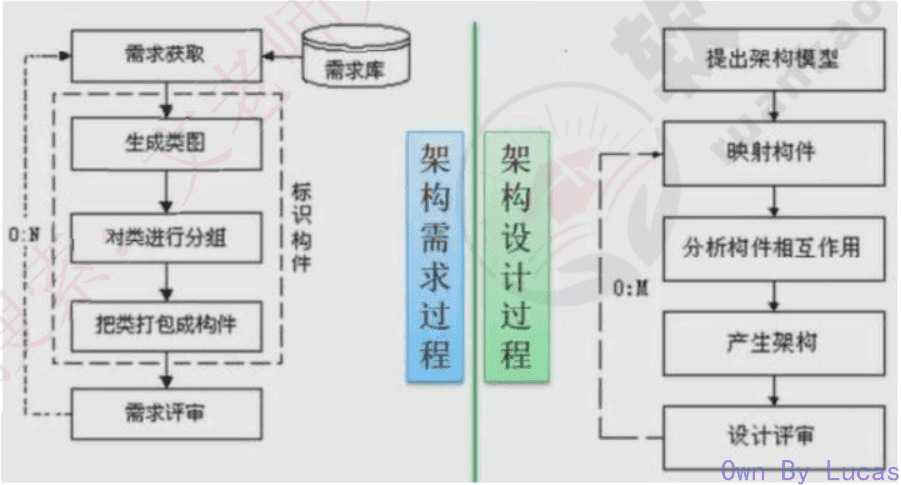 需求获取
需求库
生成类图
对类进行分组
把类打包成构件
标识构件
0:N
需求评审
架构需求过程
架构设计过程
提出架构模型
映射构件
分析构件相互作用
0:M
产生架构
设计评审
Own By Lucas